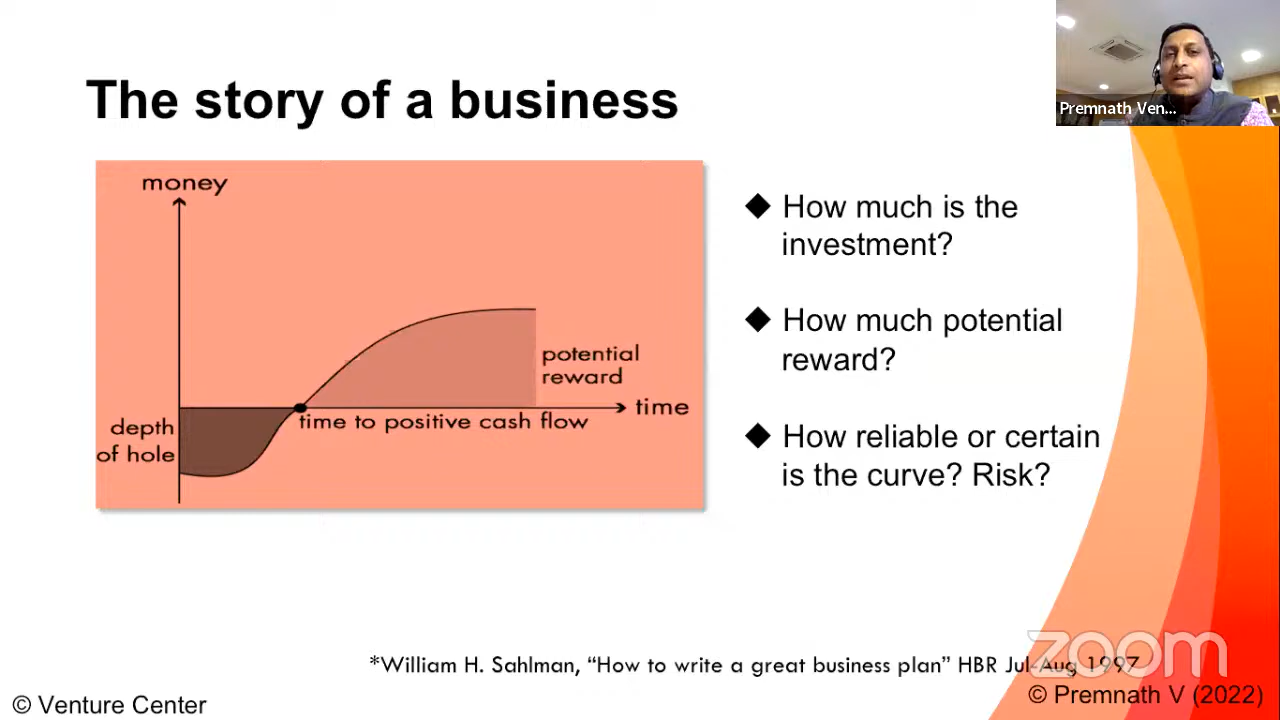 The story of a business
Premnath Ven...
money
potential
reward
time
time to positive cash flow
depth
of hole
◆ How much is the
investment?
◆ How much potential
reward?
◆ How reliable or certain
is the curve? Risk?
*William H. Sahlman, “How to write a great business plan” HBR Jul-Aug 1997
zoom
© Venture Center
© Premnath V (2022)